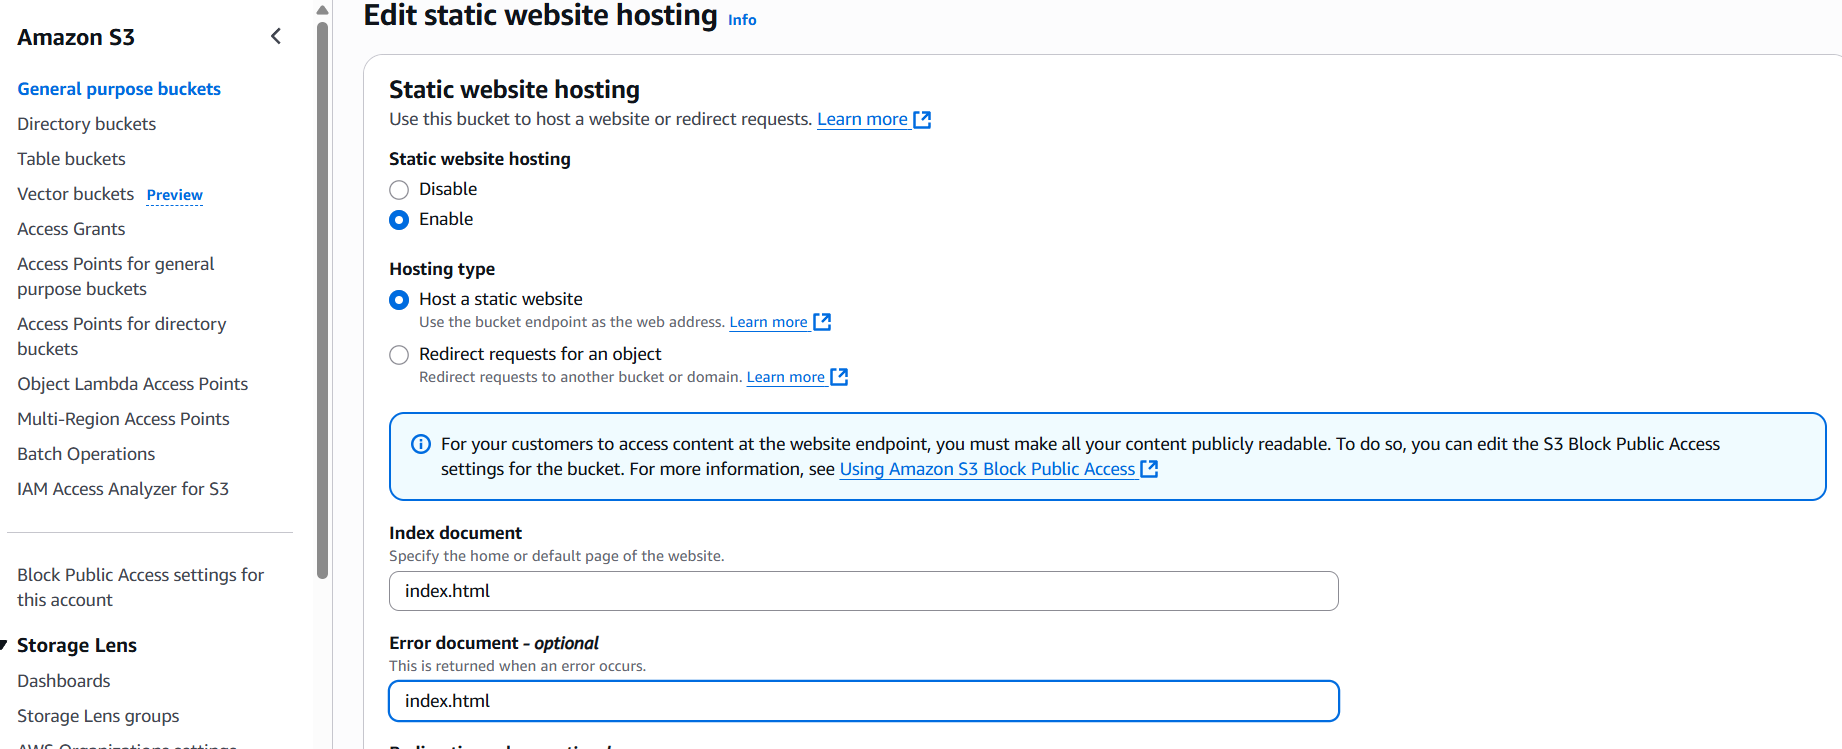 Amazon S3
General purpose buckets
Directory buckets
Table buckets
Vector buckets Preview
Access Grants
Access Points for general
purpose buckets
Access Points for directory
buckets
Object Lambda Access Points
Multi-Region Access Points
Batch Operations
IAM Access Analyzer for S3
Block Public Access settings for
this account
Storage Lens
Dashboards
Storage Lens groups
AWS Organizations settings
Edit static website hosting Info
Static website hosting
Use this bucket to host a website or redirect requests. Learn more
Static website hosting
Disable
Enable
Hosting type
Host a static website
Use the bucket endpoint as the web address. Learn more
Redirect requests for an object
Redirect requests to another bucket or domain. Learn more
For your customers to access content at the website endpoint, you must make all your content publicly readable. To do so, you can edit the S3 Block Public Access
settings for the bucket. For more information, see Using Amazon S3 Block Public Access
Index document
Specify the home or default page of the website.
index.html
Error document – optional
This is returned when an error occurs.
index.html